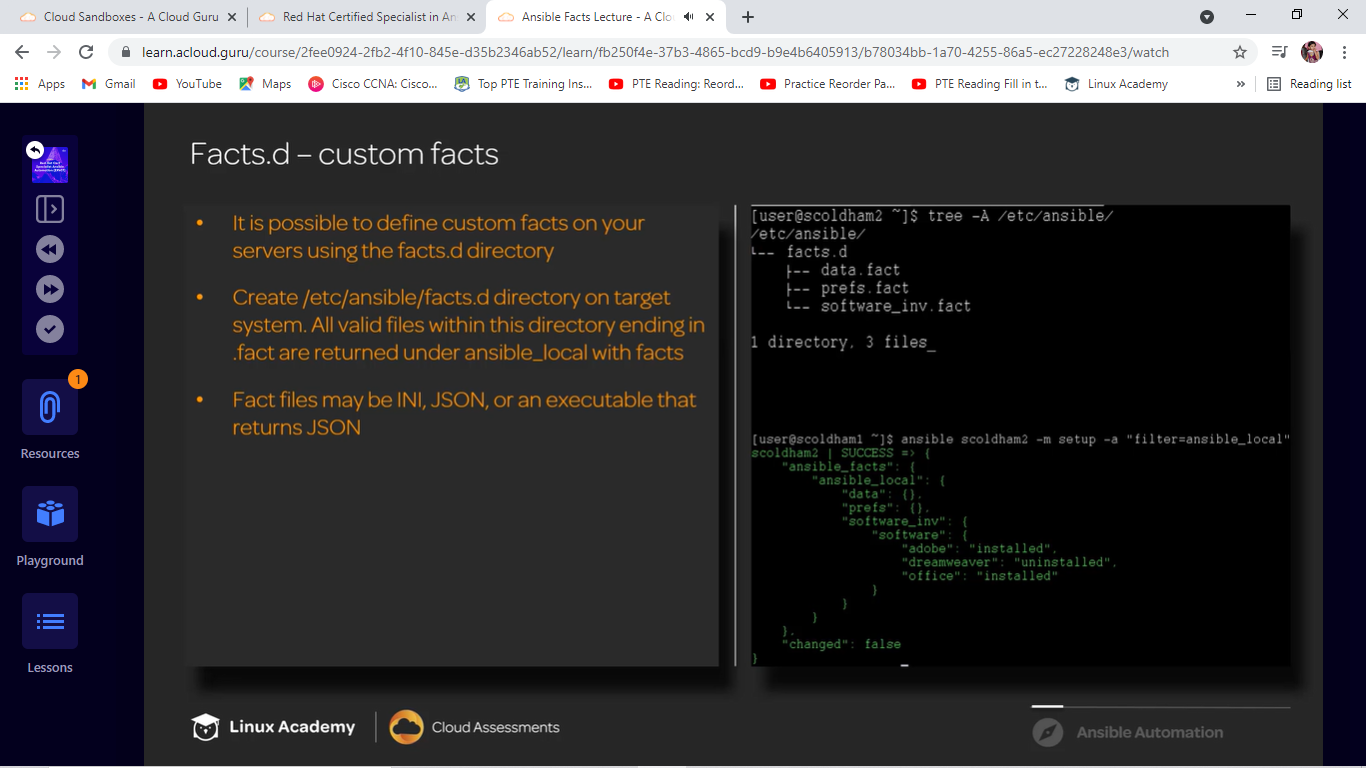 Cloud Sandboxes - A Cloud Guru
Red Hat Certified Specialist in An
Ansible Facts Lecture - A Clo
learn.acloud.guru/course/2fee0924-2fb2-4f10-845e-d35b2346ab52/learn/fb250f4e-37b3-4865-bcd9-b9e4b6405913/b78034bb-1a70-4255-86a5-ec27228248e3/watch
Apps
Gmail
YouTube
Maps
Cisco CCNA: Cisco...
Top PTE Training Ins...
PTE Reading: Reord...
Practice Reorder Pa...
PTE Reading Fill in t...
Linux Academy
»
Reading list
1
Resources
Playground
Lessons
Facts.d – custom facts
• It is possible to define custom facts on your
servers using the facts.d directory
• Create /etc/ansible/facts.d directory on target
system. All valid files within this directory ending in
.fact are returned under ansible_local with facts
• Fact files may be INI, JSON, or an executable that
returns JSON
[user@scoldham2 ~]$ tree -A /etc/ansible/
/etc/ansible/
└── facts.d
    ├── data.fact
    ├── prefs.fact
    └── software_inv.fact
1 directory, 3 files_
[user@scoldham1 ~]$ ansible scoldham2 -m setup -a "filter=ansible_local"
scoldham2 | SUCCESS => {
    "ansible_facts": {
        "ansible_local": {
            "data": {},
            "prefs": {},
            "software_inv": {
                "software": {
                    "adobe": "installed",
                    "dreamweaver": "uninstalled",
                    "office": "installed"
                }
            }
        }
    },
    "changed": false
}
Linux Academy
Cloud Assessments
Ansible Automation